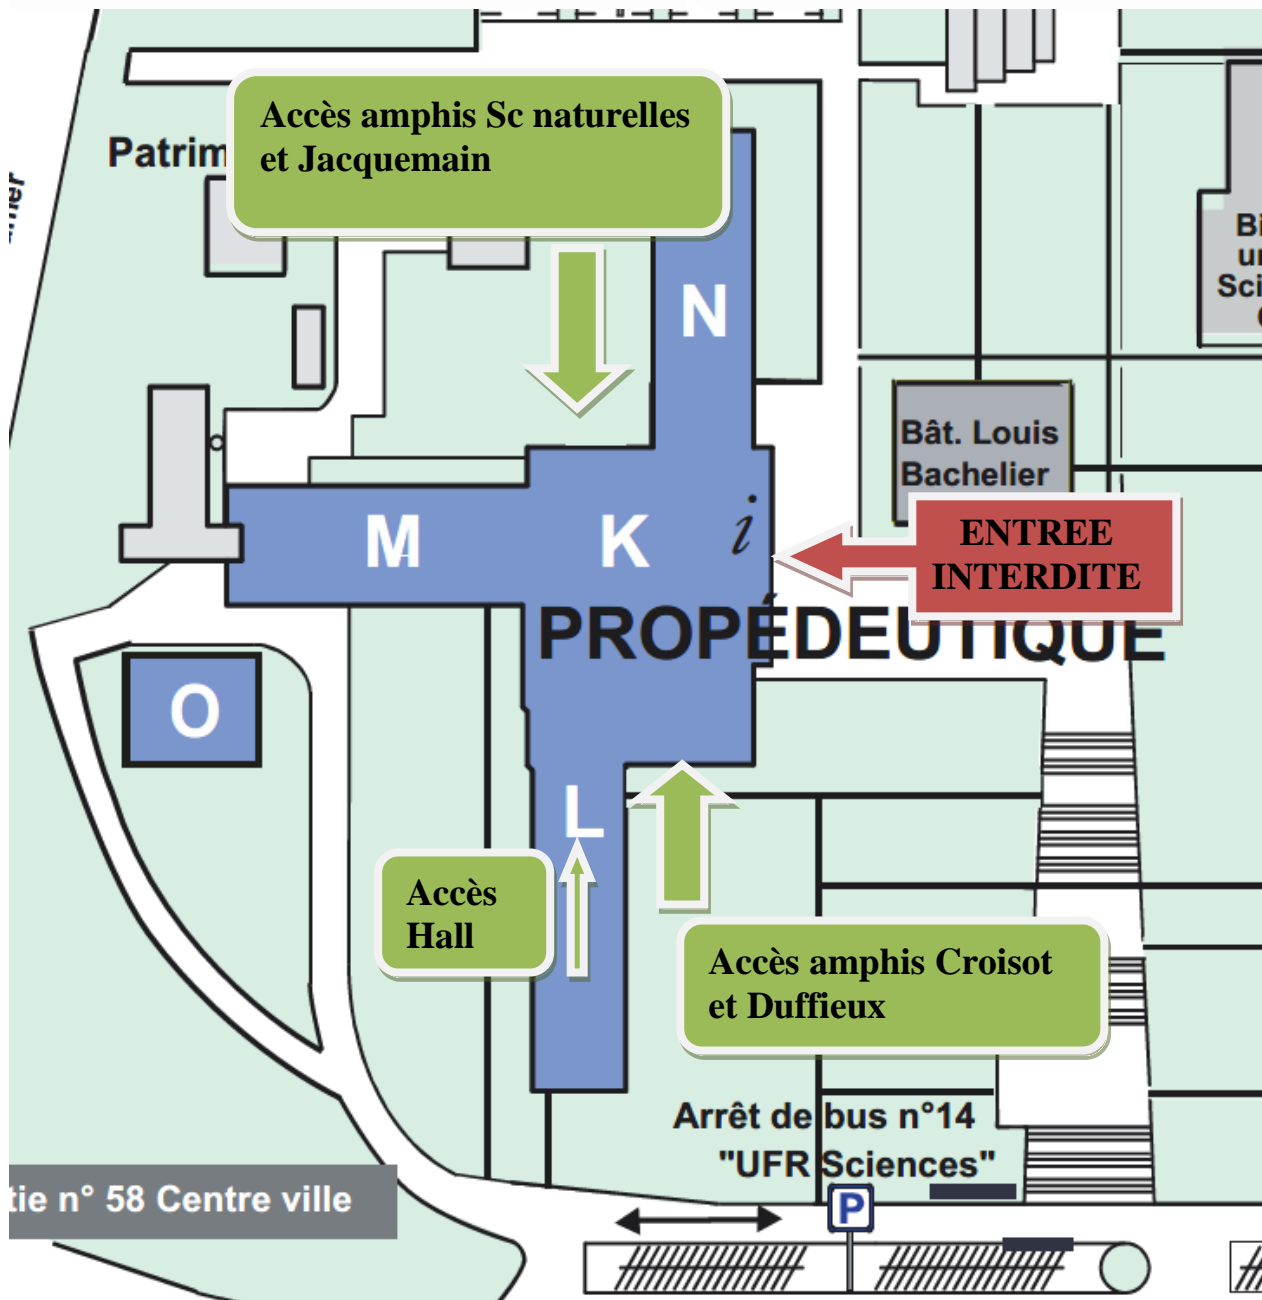 Accès amphis Sc naturelles
et Jacquemain
Patrim
N
Bât. Louis
Bachelier
ENTREE
INTERDITE
M
K
i
PROPÉDEUTIQUE
O
L
Accès
Hall
Accès amphis Croisot
et Duffieux
Arrêt de bus n°14
"UFR Sciences"
tie n° 58 Centre ville
P